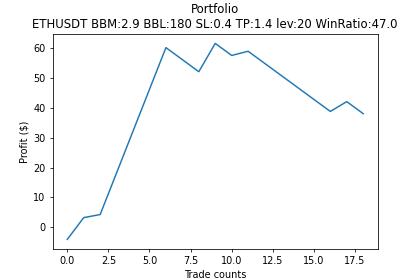 Portfolio
ETHUSDT BBM:2.9 BBL:180 SL:0.4 TP:1.4 lev:20 WinRatio:47.0
60
50
40
30
20
10
0
Profit ($)
0.0 2.5 5.0 7.5 10.0 12.5 15.0 17.5
Trade counts